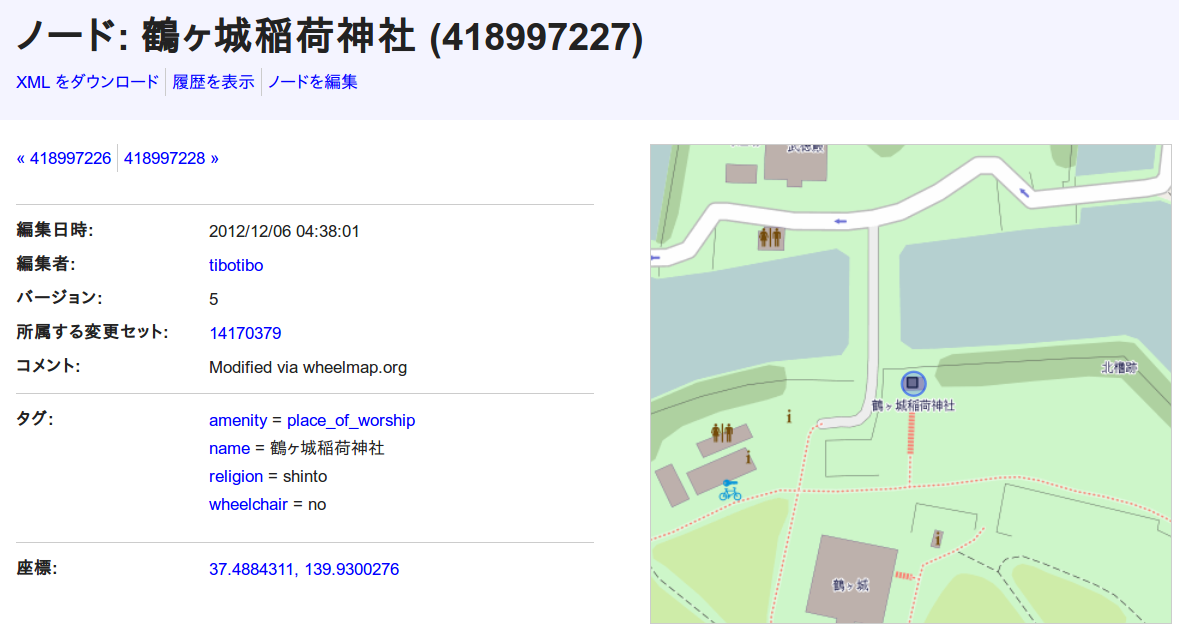 ノード: 鶴ヶ城稲荷神社 (418997227)
XML をダウンロード 履歴を表示 ノードを編集
« 418997226 418997228 »
編集日時: 2012/12/06 04:38:01
編集者: tibotibo
バージョン: 5
所属する変更セット: 14170379
コメント: Modified via wheelmap.org
タグ: amenity = place_of_worship
name = 鶴ヶ城稲荷神社
religion = shinto
wheelchair = no
座標: 37.4884311, 139.9300276
武徳殿
北櫓跡
鶴ヶ城稲荷神社
鶴ヶ城